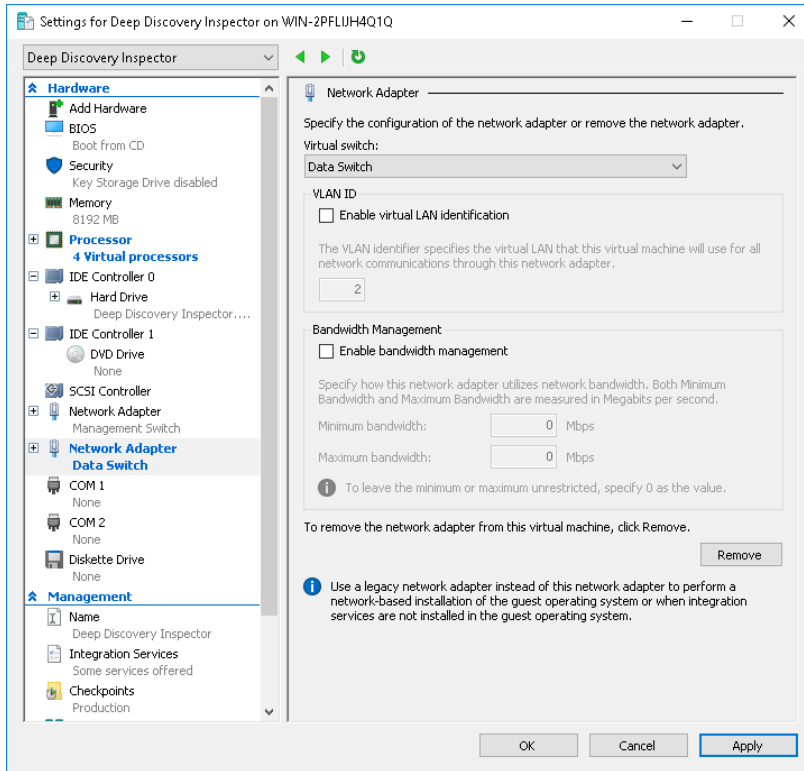 Settings for Deep Discovery Inspector on WIN-2PFLIJH4Q1Q
Deep Discovery Inspector
Hardware
Add Hardware
BIOS
Boot from CD
Security
Key Storage Drive disabled
Memory
8192 MB
Processor
4 Virtual processors
IDE Controller 0
Hard Drive
Deep Discovery Inspector....
IDE Controller 1
DVD Drive
None
SCSI Controller
Network Adapter
Management Switch
Network Adapter
Data Switch
COM 1
None
COM 2
None
Diskette Drive
None
Management
Name
Deep Discovery Inspector
Integration Services
Some services offered
Checkpoints
Production
Network Adapter
Specify the configuration of the network adapter or remove the network adapter.
Virtual switch:
Data Switch
VLAN ID
Enable virtual LAN identification
The VLAN identifier specifies the virtual LAN that this virtual machine will use for all
network communications through this network adapter.
2
Bandwidth Management
Enable bandwidth management
Specify how this network adapter utilizes network bandwidth. Both Minimum
Bandwidth and Maximum Bandwidth are measured in Megabits per second.
Minimum bandwidth: 0 Mbps
Maximum bandwidth: 0 Mbps
To leave the minimum or maximum unrestricted, specify 0 as the value.
To remove the network adapter from this virtual machine, click Remove.
Remove
Use a legacy network adapter instead of this network adapter to perform a
network-based installation of the guest operating system or when integration
services are not installed in the guest operating system.
OK Cancel Apply